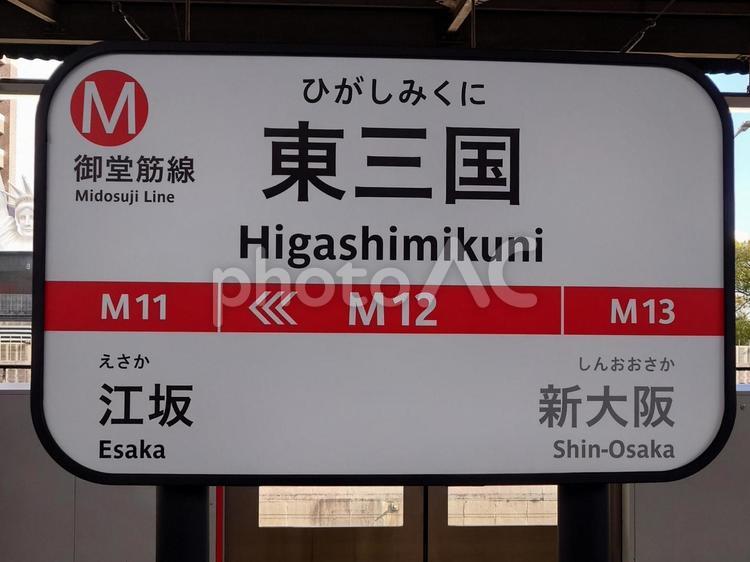 M
御堂筋線
Midosuji Line
ひがしみくに
東三国
Higashimikuni
M11
M12
M13
えさか
江坂
Esaka
しんおおさか
新大阪
Shin-Osaka
photoAC